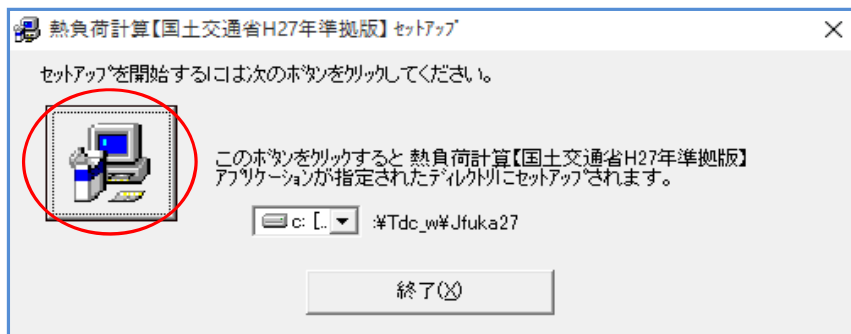 熱負荷計算【国土交通省H27年準拠版】 ｾｯﾄｱｯﾌﾟ
ｾｯﾄｱｯﾌﾟを開始するには次のﾎﾞﾀﾝをｸﾘｯｸしてください。
このﾎﾞﾀﾝをｸﾘｯｸすると 熱負荷計算【国土交通省H27年準拠版】
ｱﾌﾟﾘｹｰｼｮﾝが指定されたﾃﾞｨﾚｸﾄﾘにｾｯﾄｱｯﾌﾟされます。
c: [.. :¥Tdc_w¥Jfuka27
終了(X)